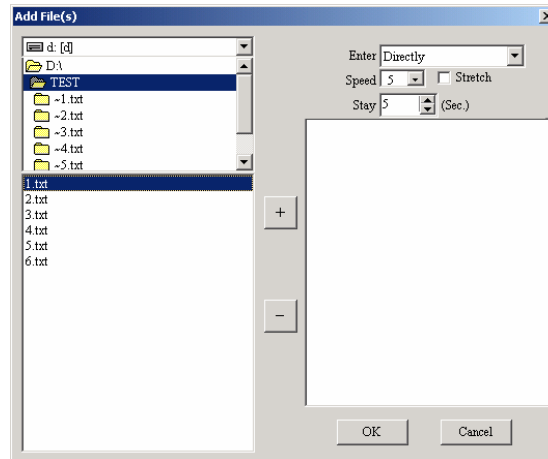 Add File(s)
d: [d]
D:\
TEST
~1.txt
~2.txt
~3.txt
~4.txt
~5.txt
1.txt
2.txt
3.txt
4.txt
5.txt
6.txt
Enter Directly
Speed 5 Stretch
Stay 5 (Sec.)
+
−
OK Cancel